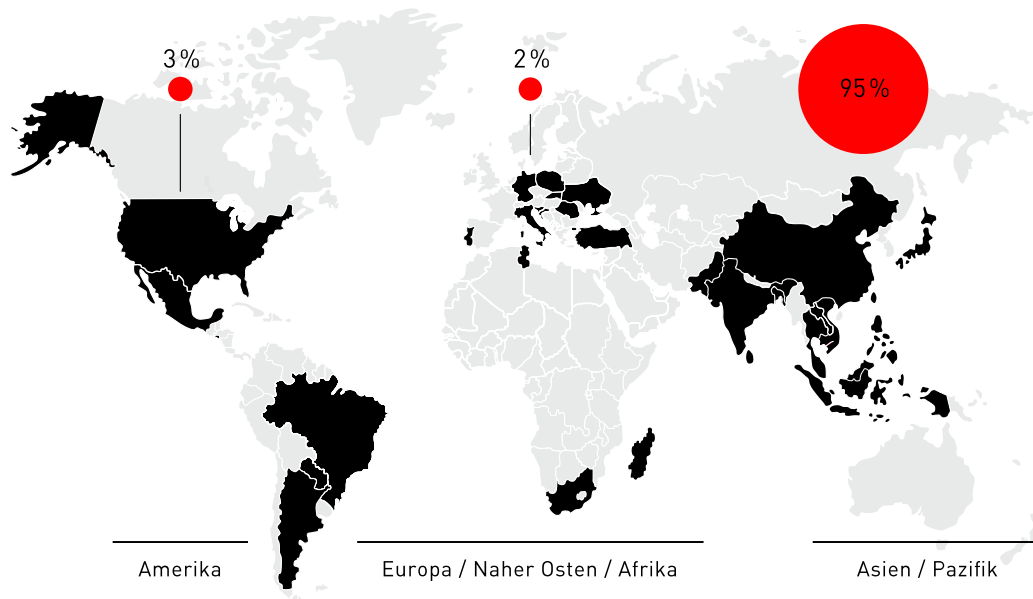 3 %
2 %
95 %
Amerika
Europa / Naher Osten / Afrika
Asien / Pazifik